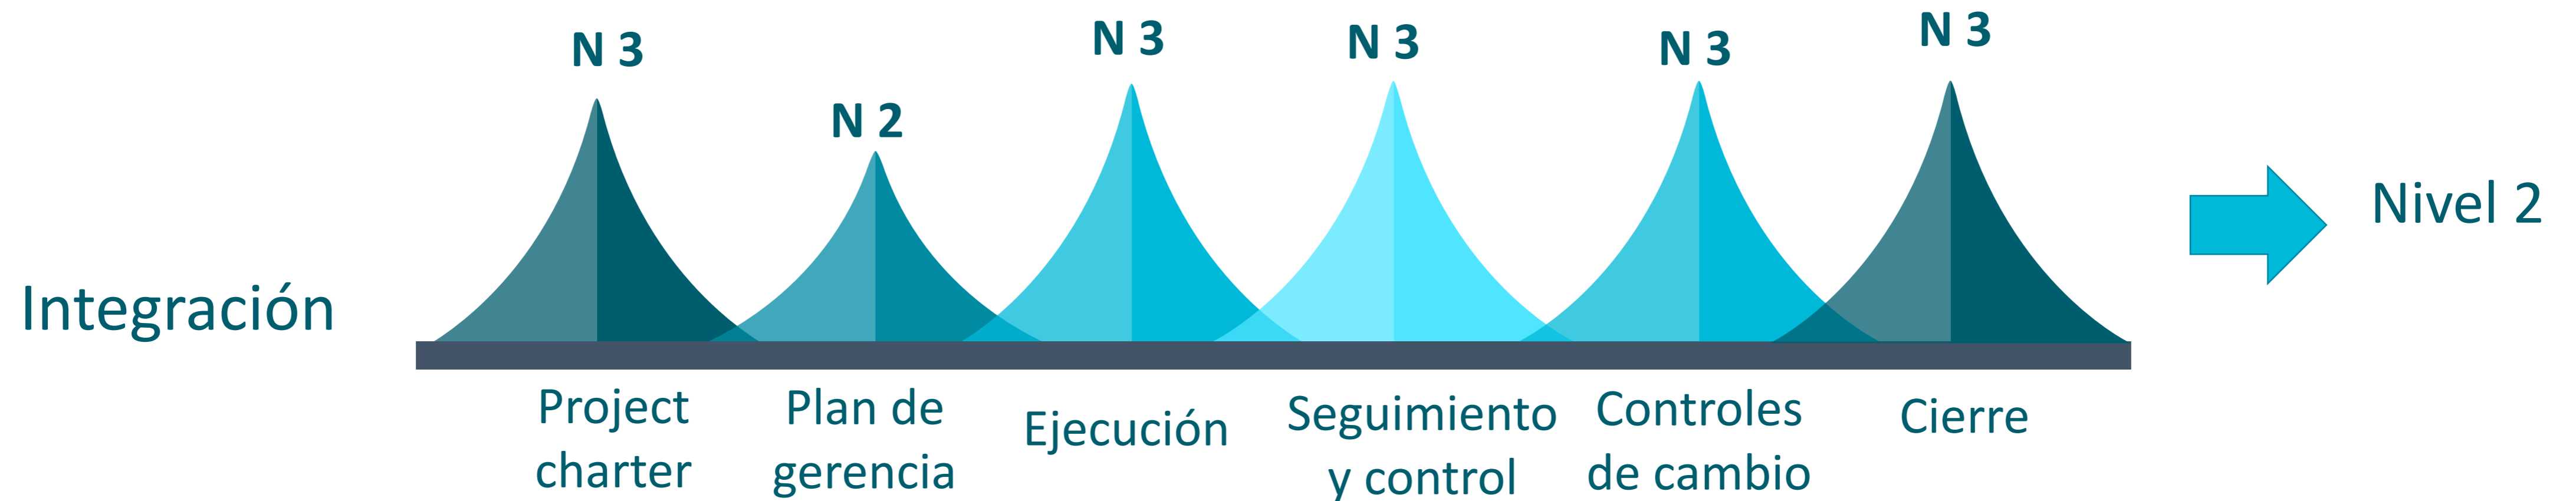 Integración
N 3
N 2
N 3
N 3
N 3
N 3
Project
charter
Plan de
gerencia
Ejecución
Seguimiento
y control
Controles
de cambio
Cierre
Nivel 2